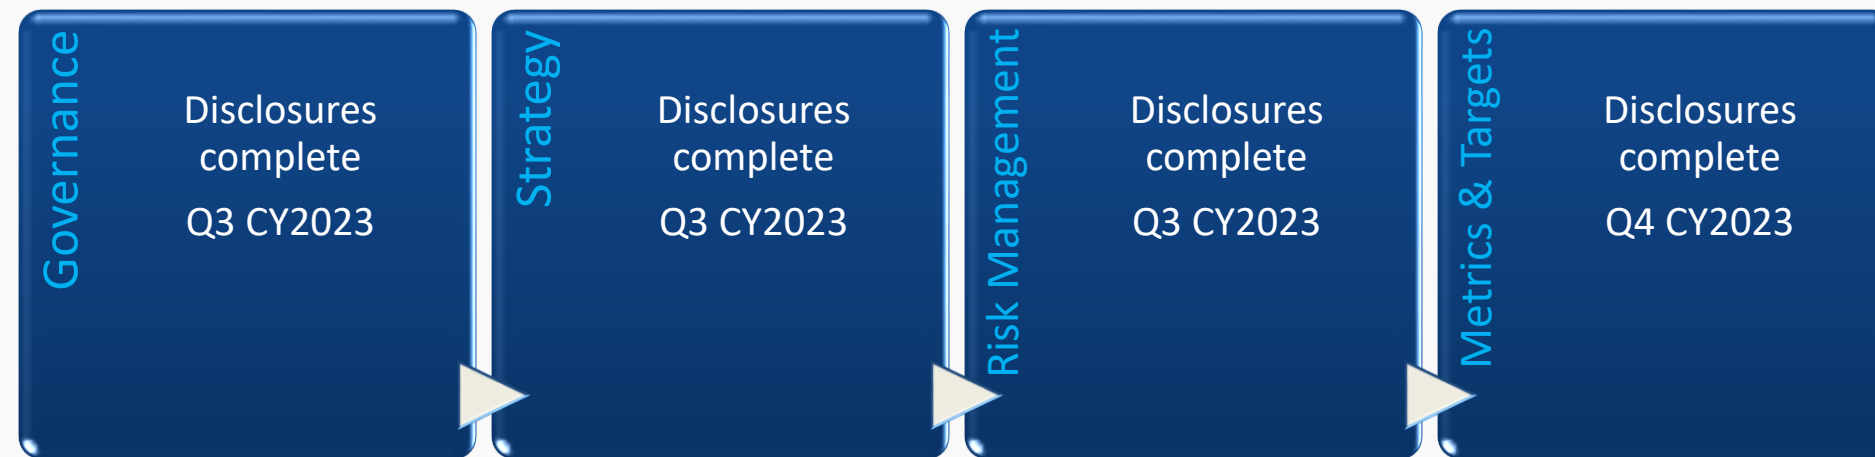 Governance
Disclosures
complete
Q3 CY2023
Strategy
Disclosures
complete
Q3 CY2023
Risk Management
Disclosures
complete
Q3 CY2023
Metrics & Targets
Disclosures
complete
Q4 CY2023